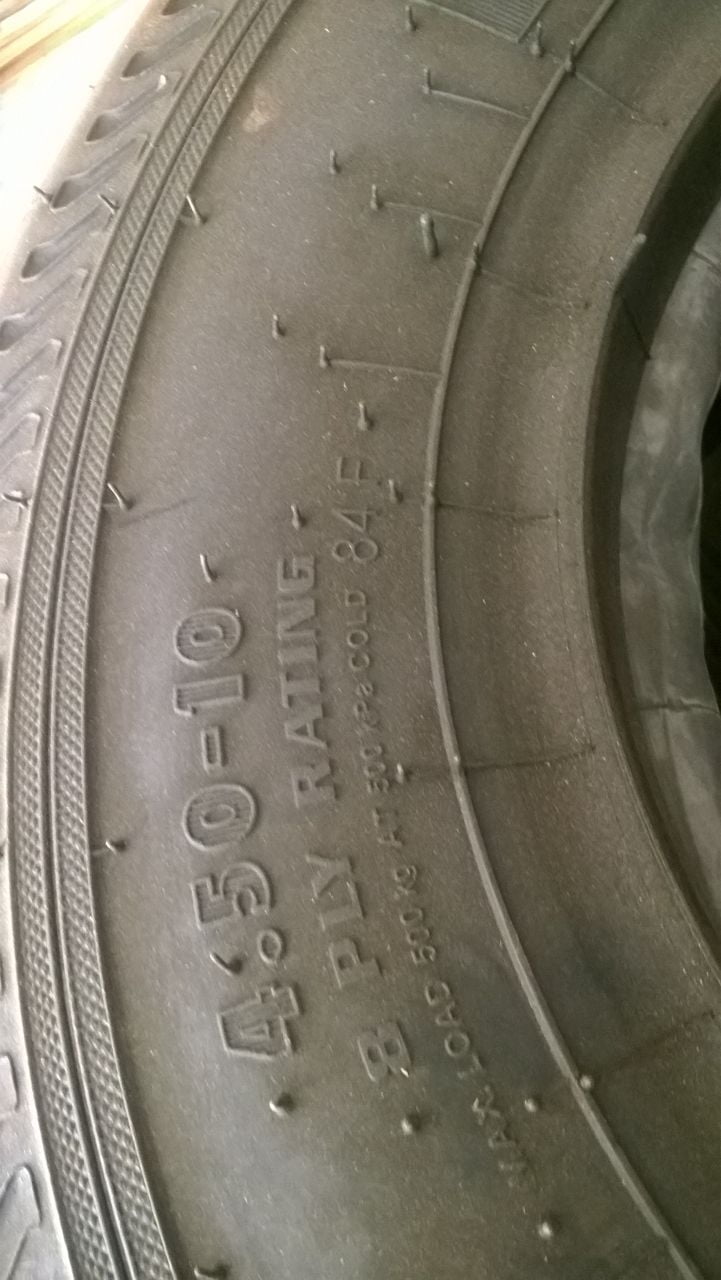 4.50-10
8 PLY RATING
MAX. LOAD 500 kg AT 500 kPa COLD 84 F